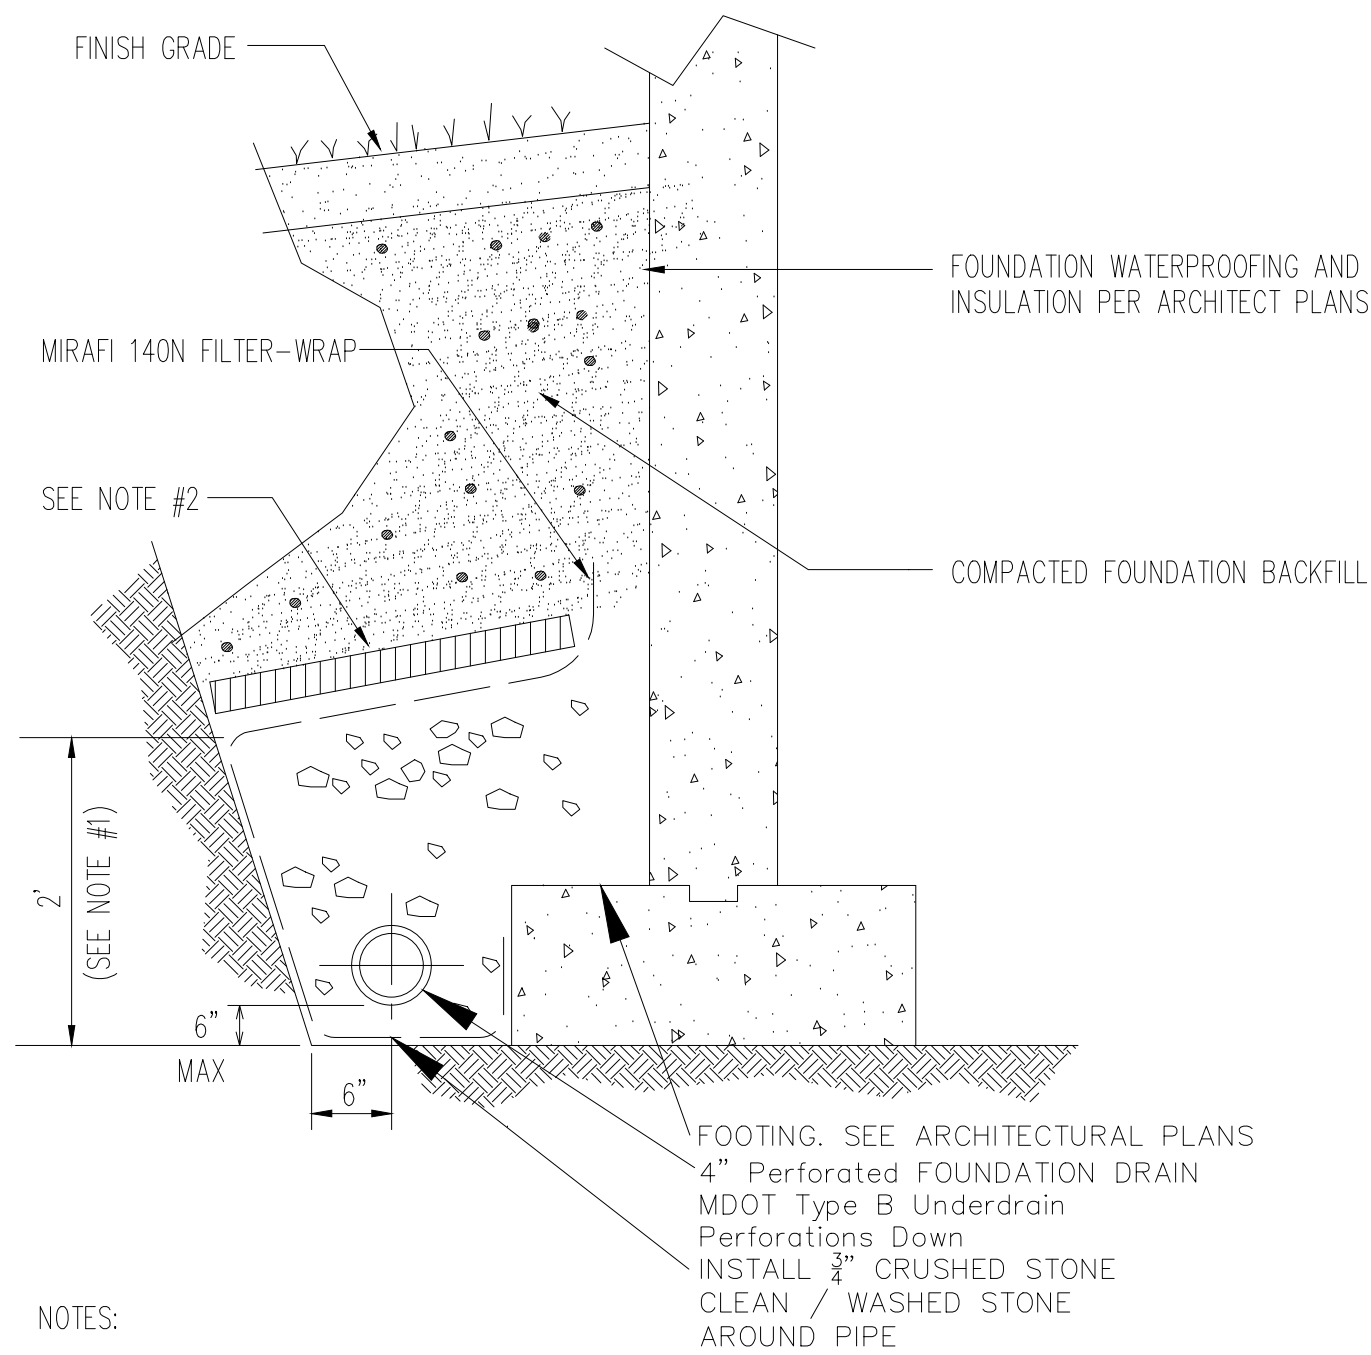 FINISH GRADE
FOUNDATION WATERPROOFING AND
INSULATION PER ARCHITECT PLANS
MIRAFI 140N FILTER-WRAP
SEE NOTE #2
COMPACTED FOUNDATION BACKFILL
2'
(SEE NOTE #1)
6"
MAX
6"
FOOTING. SEE ARCHITECTURAL PLANS
4" Perforated FOUNDATION DRAIN
MDOT Type B Underdrain
Perforations Down
INSTALL 3/4" CRUSHED STONE
CLEAN / WASHED STONE
AROUND PIPE
NOTES: